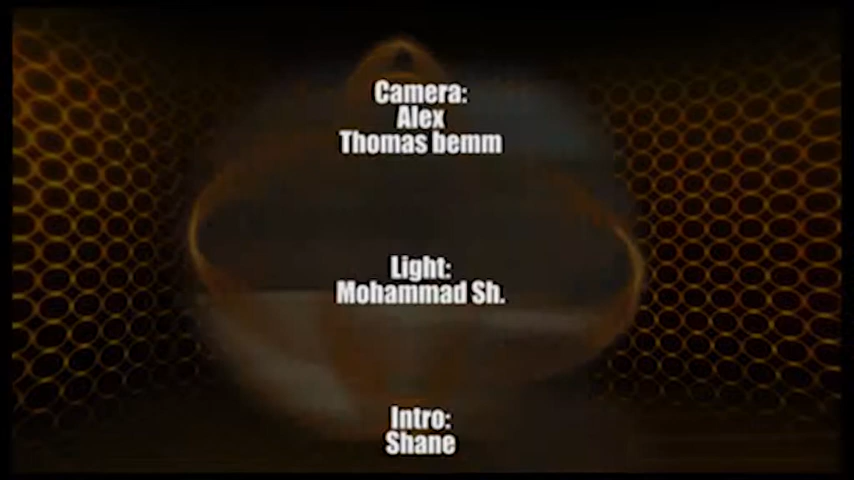 Camera:
Alex
Thomas bemm
Light:
Mohammad Sh.
Intro:
Shane